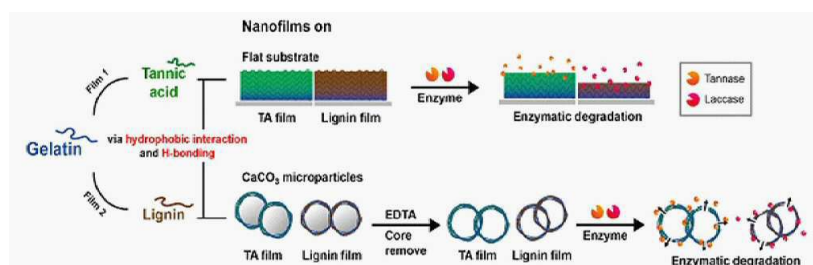 Nanofilms on
Flat substrate
Film 1
Tannic
acid
Enzyme
Tannase
Laccase
TA film
Lignin film
Enzymatic degradation
via hydrophobic interaction
and H-bonding
Gelatin
CaCO₃ microparticles
Film 2
Lignin
EDTA
Core
remove
Enzyme
TA film
Lignin film
TA film
Lignin film
Enzymatic degradation